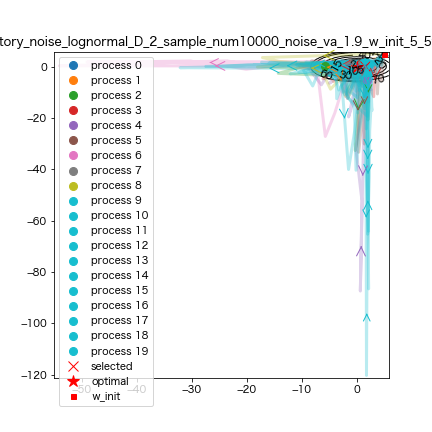 tory_noise_lognormal_D_2_sample_num10000_noise_va_1.9_w_init_5_5
process 0
process 1
process 2
process 3
process 4
process 5
process 6
process 7
process 8
process 9
process 10
process 11
process 12
process 13
process 14
process 15
process 16
process 17
process 18
process 19
selected
optimal
w_init
0
−20
−40
−60
−80
−100
−120
−30
−20
−10
0